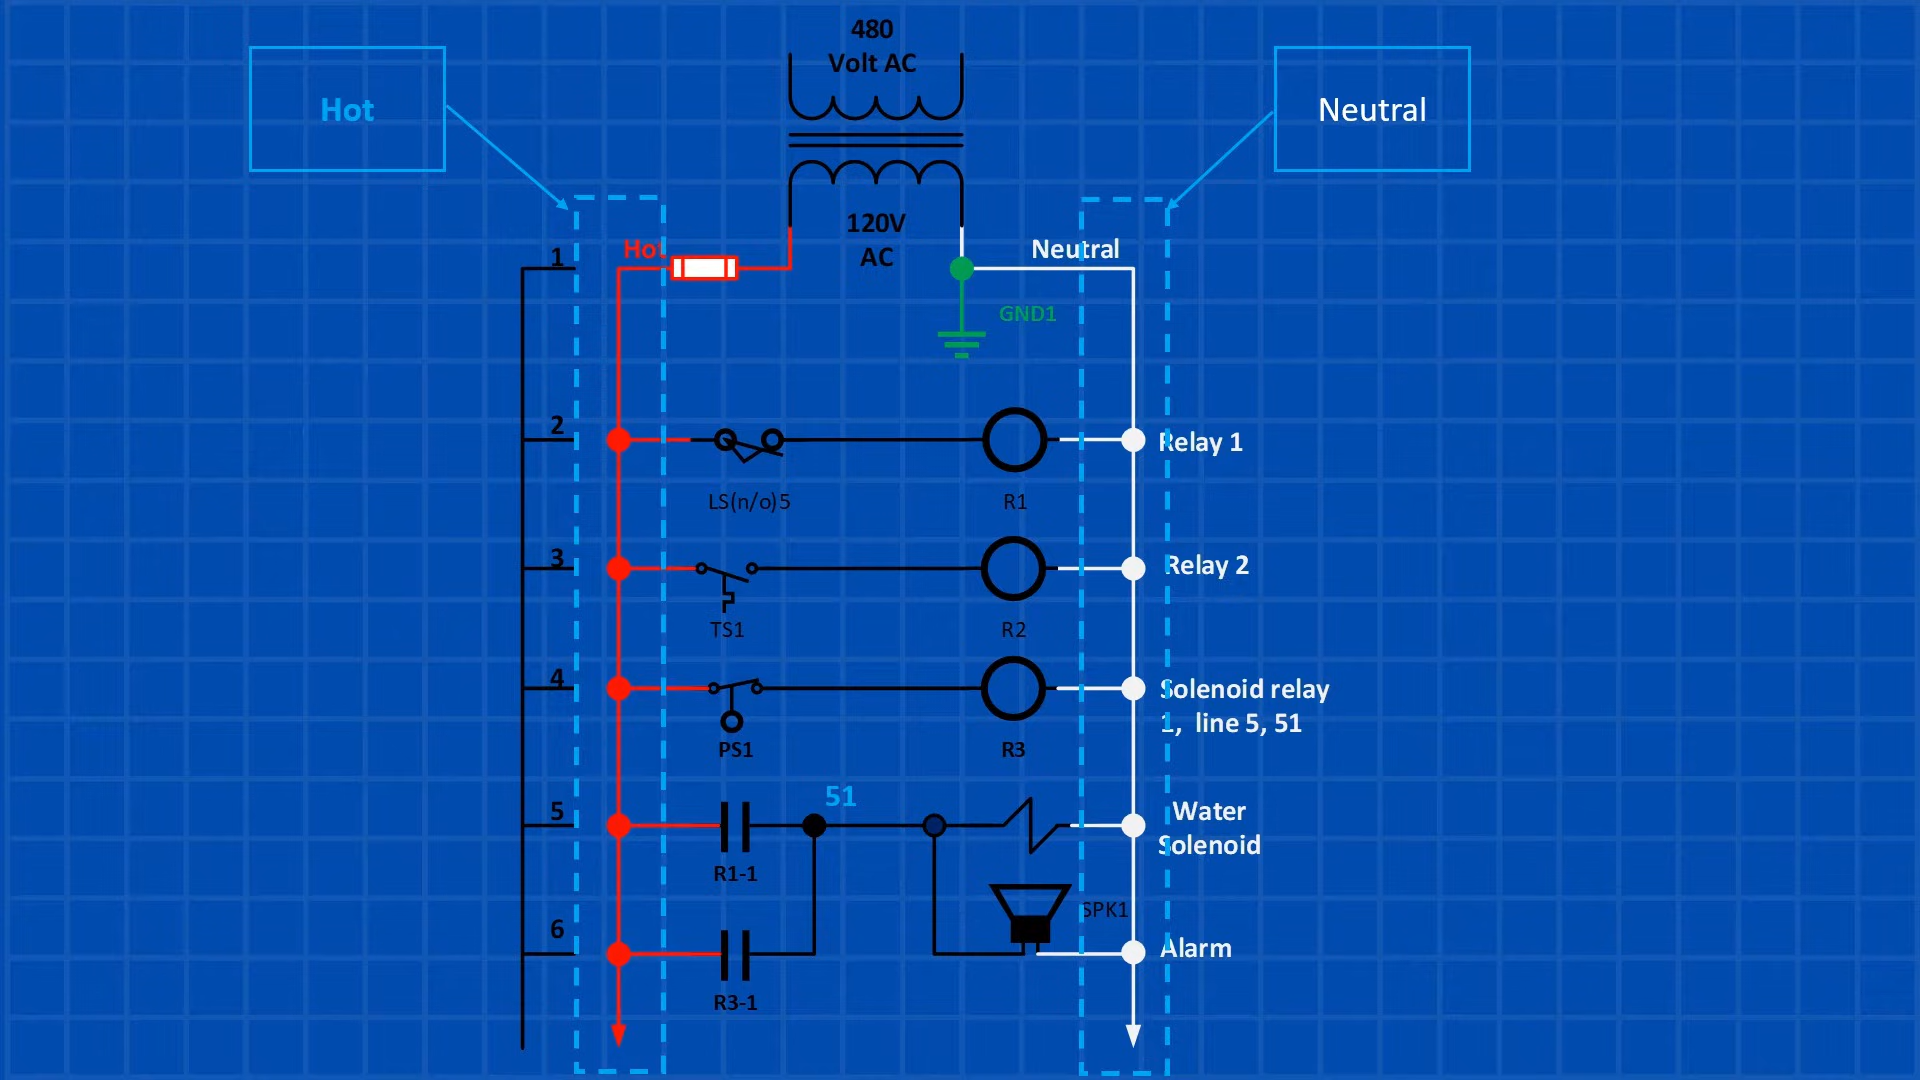 480
Volt AC
Hot
Neutral
120V
AC
Hot
Neutral
1
GND1
2
Relay 1
LS(n/o)5
R1
3
Relay 2
TS1
R2
4
Solenoid relay
1, line 5, 51
PS1
R3
51
5
Water
Solenoid
R1-1
SPK1
6
Alarm
R3-1